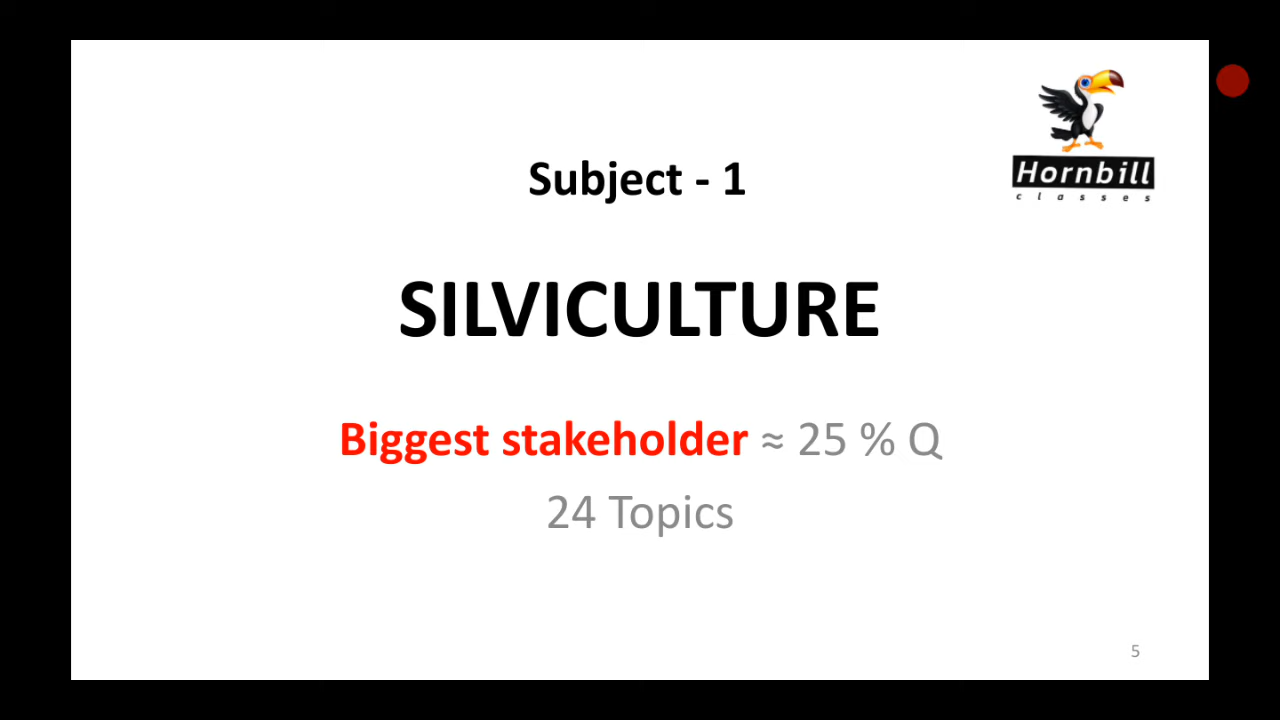 Hornbill
classes
Subject - 1
SILVICULTURE
Biggest stakeholder ≈ 25 % Q
24 Topics
5